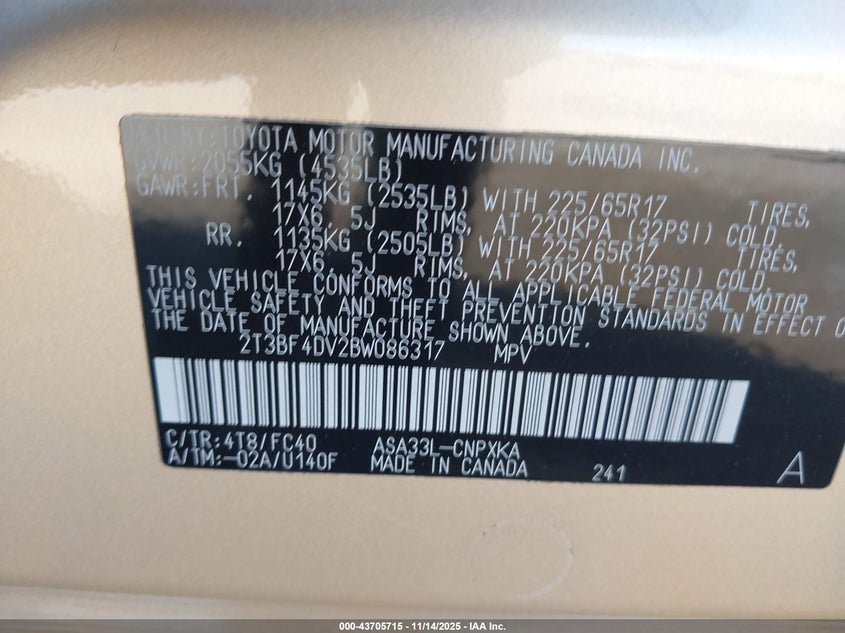 MFD BY: TOYOTA MOTOR MANUFACTURING CANADA INC.
GVWR: 2055KG (4535LB)
GAWR: FRT. 1145KG (2535LB) WITH 225/65R17 TIRES,
17X6. 5J RIMS, AT 220KPA (32PSI) COLD.
RR. 1135KG (2505LB) WITH 225/65R17 TIRES,
17X6. 5J RIMS, AT 220KPA (32PSI) COLD.
THIS VEHICLE CONFORMS TO ALL APPLICABLE FEDERAL MOTOR
VEHICLE SAFETY AND THEFT PREVENTION STANDARDS IN EFFECT O
THE DATE OF MANUFACTURE SHOWN ABOVE.
2T3BF4DV2BW086317 MPV
C/TR: 4T8/FC40 ASA33L-CNPXKA
A/TM: -02A/U140F MADE IN CANADA 241 A
000-43705715 - 11/14/2025 - IAA Inc.